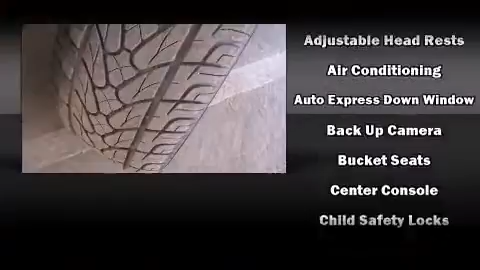 Adjustable Head Rests
Air Conditioning
Auto Express Down Window
Back Up Camera
Bucket Seats
Center Console
Child Safety Locks